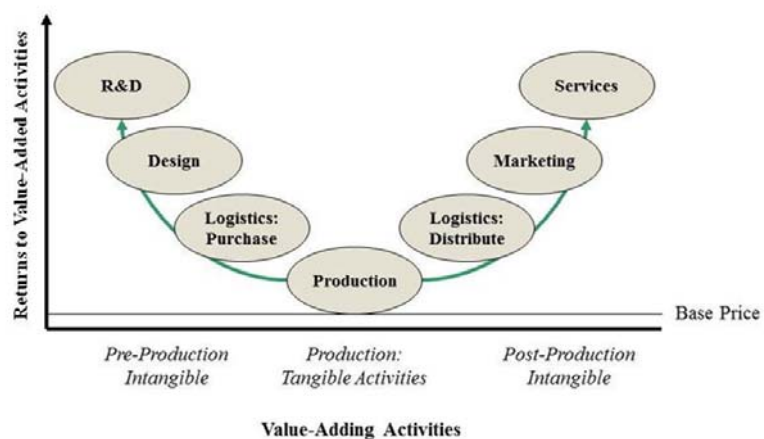 Returns to Value-Added Activities
R&D
Services
Design
Marketing
Logistics:
Purchase
Logistics:
Distribute
Production
Base Price
Pre-Production
Intangible
Production:
Tangible Activities
Post-Production
Intangible
Value-Adding Activities